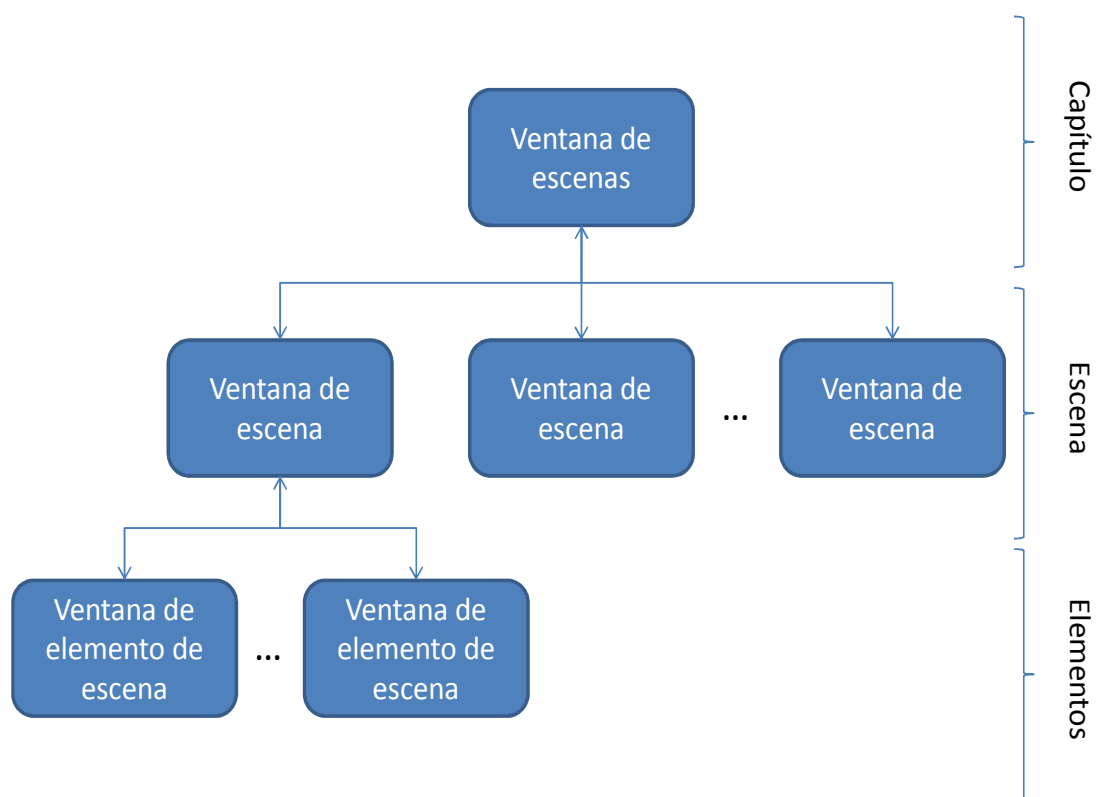 Ventana de
escenas
Capítulo
Ventana de
escena
Ventana de
escena
...
Ventana de
escena
Escena
Ventana de
elemento de
escena
...
Ventana de
elemento de
escena
Elementos